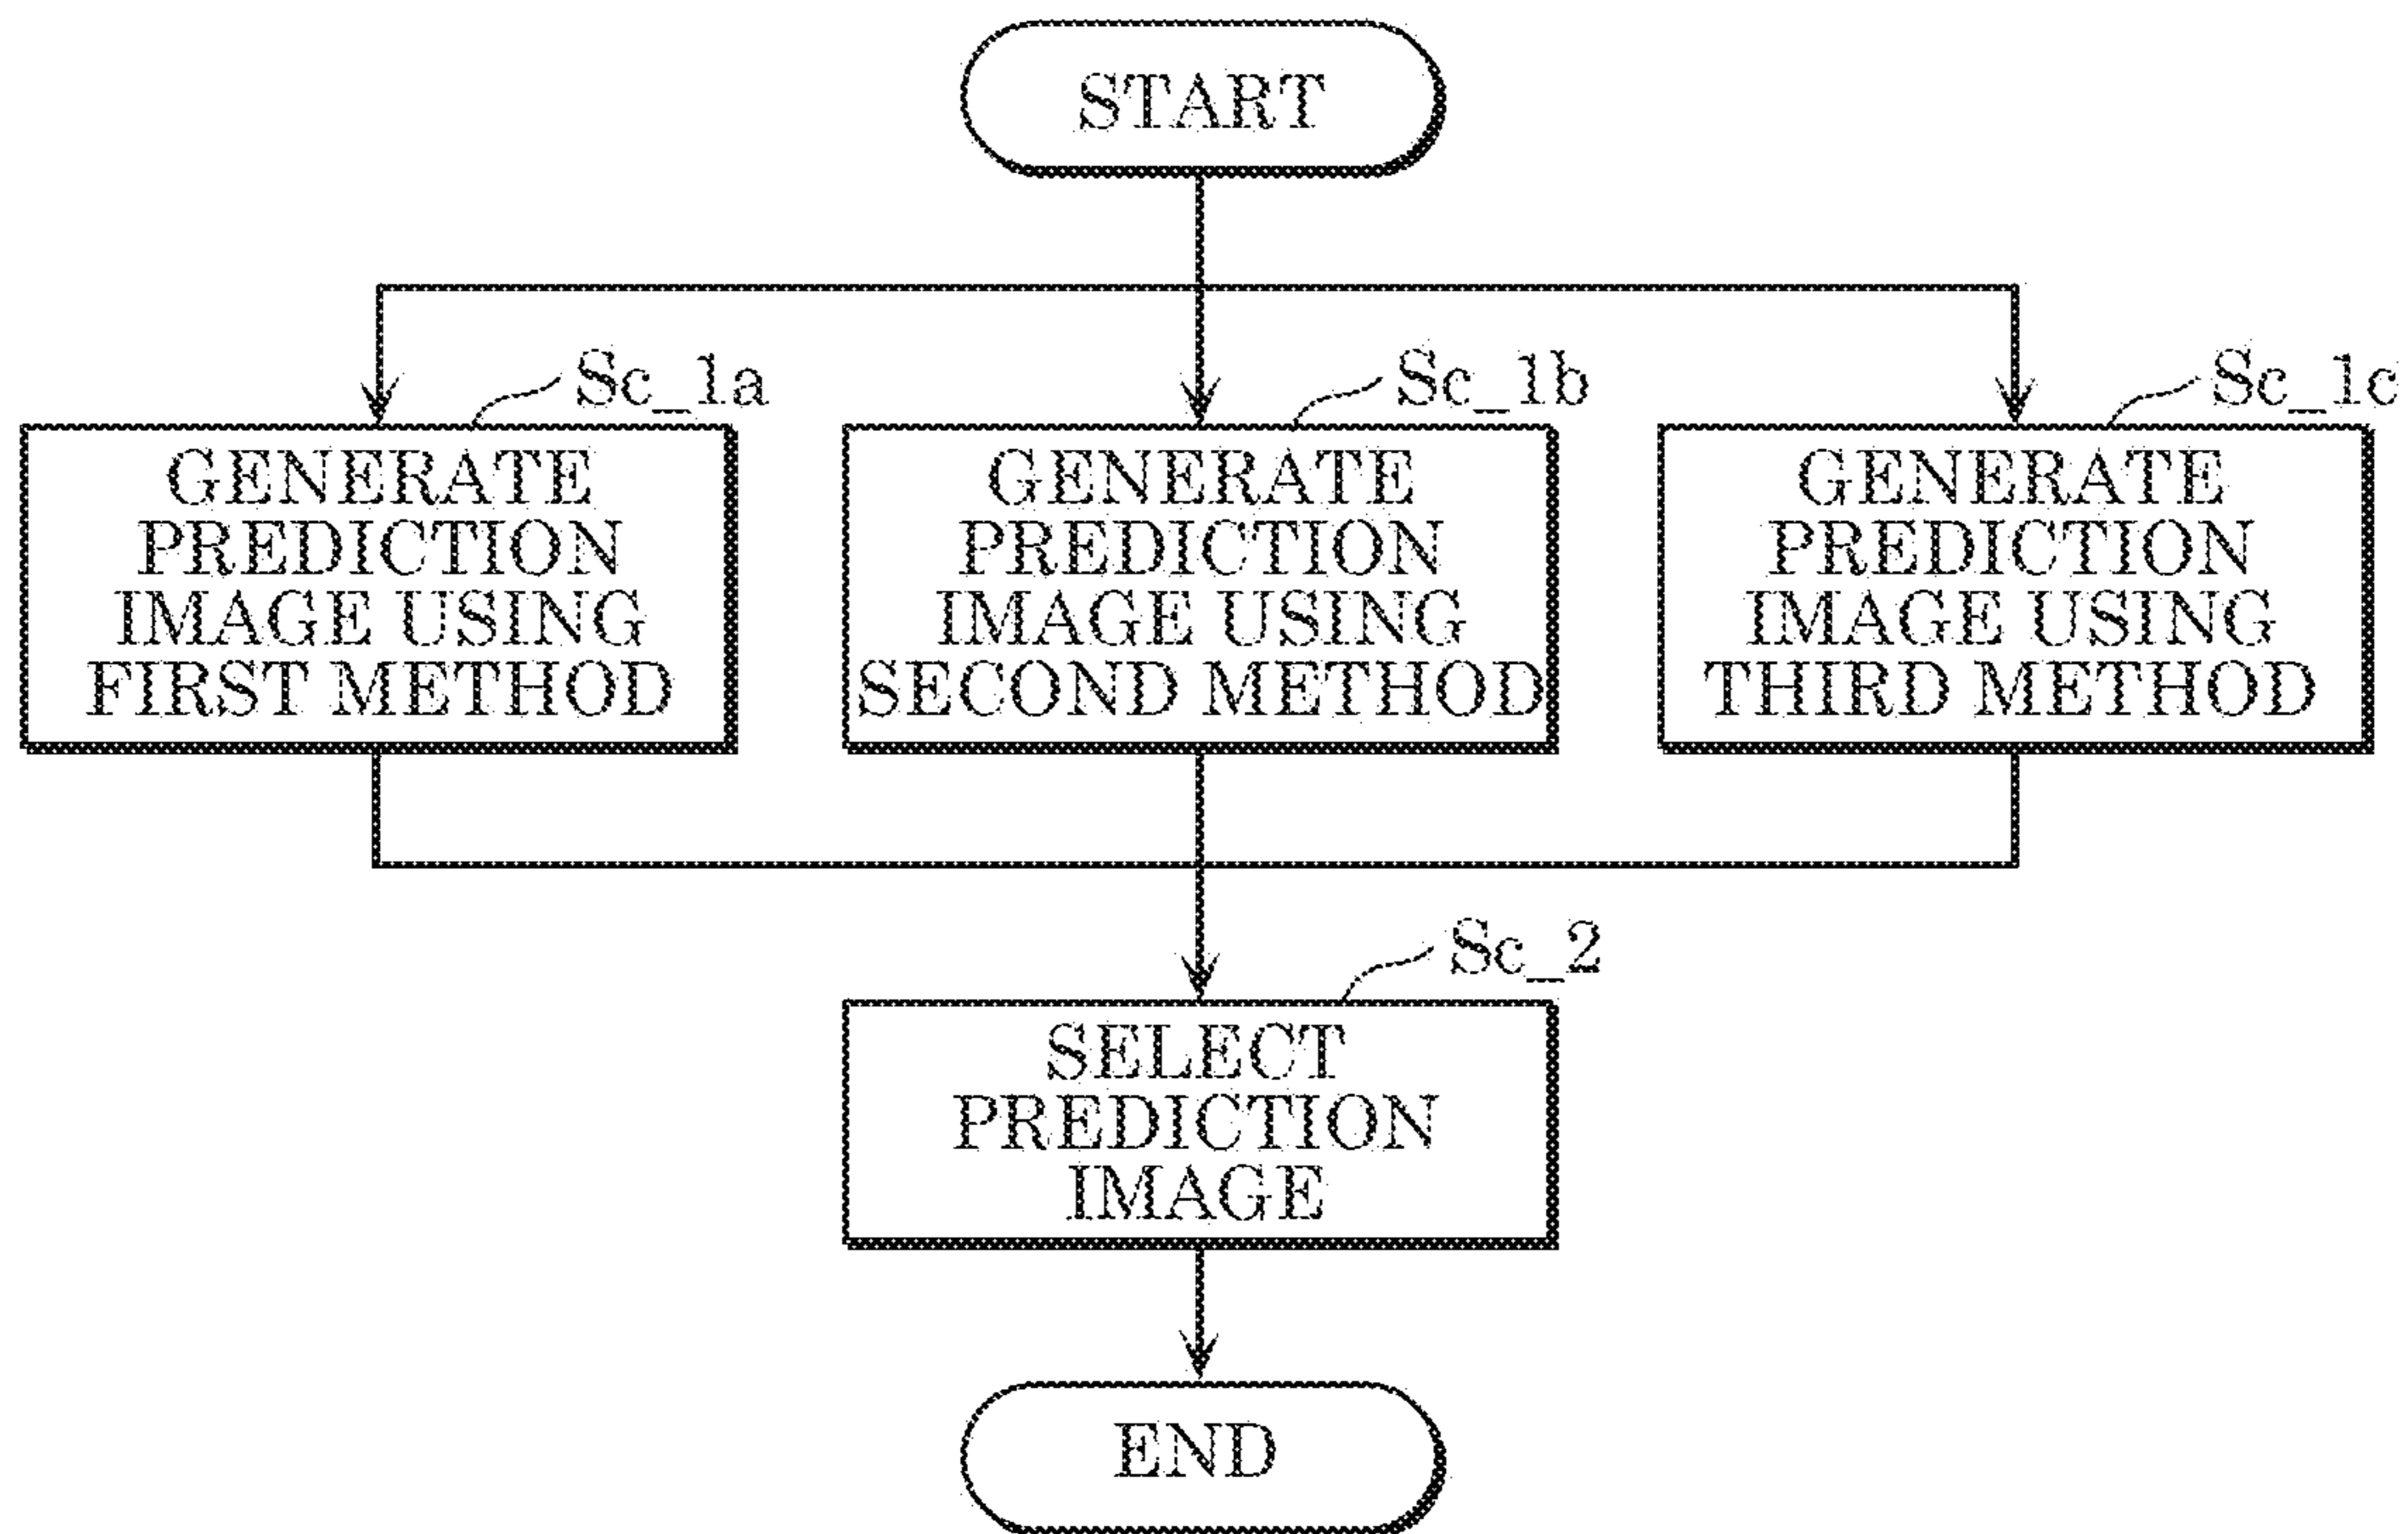 START
Sc_1a
GENERATE
PREDICTION
IMAGE USING
FIRST METHOD
Sc_1b
GENERATE
PREDICTION
IMAGE USING
SECOND METHOD
Sc_1c
GENERATE
PREDICTION
IMAGE USING
THIRD METHOD
Sc_2
SELECT
PREDICTION
IMAGE
END